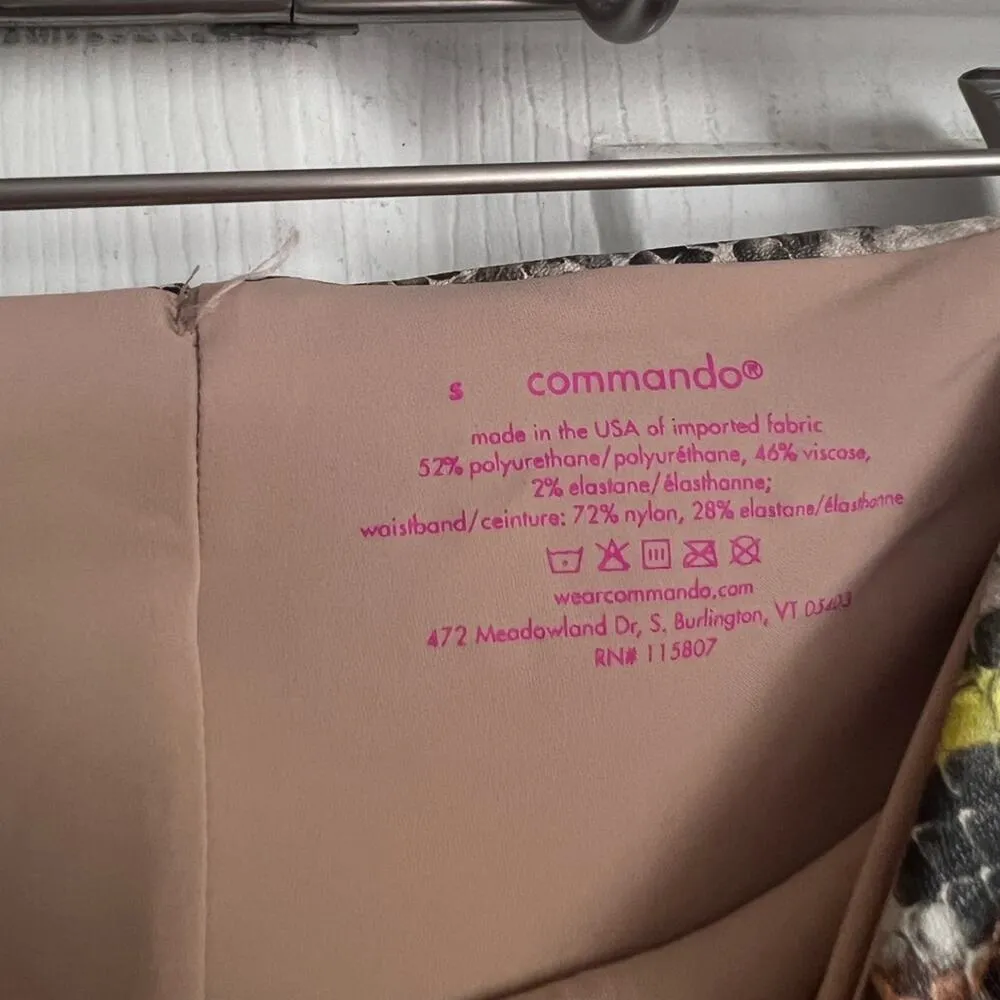 s commando®
made in the USA of imported fabric
52% polyurethane/polyuréthane, 46% viscose,
2% elastane/élasthanne;
waistband/ceinture: 72% nylon, 28% elastane/élasthanne
wearcommando.com
472 Meadowland Dr, S. Burlington, VT 05403
RN# 115807